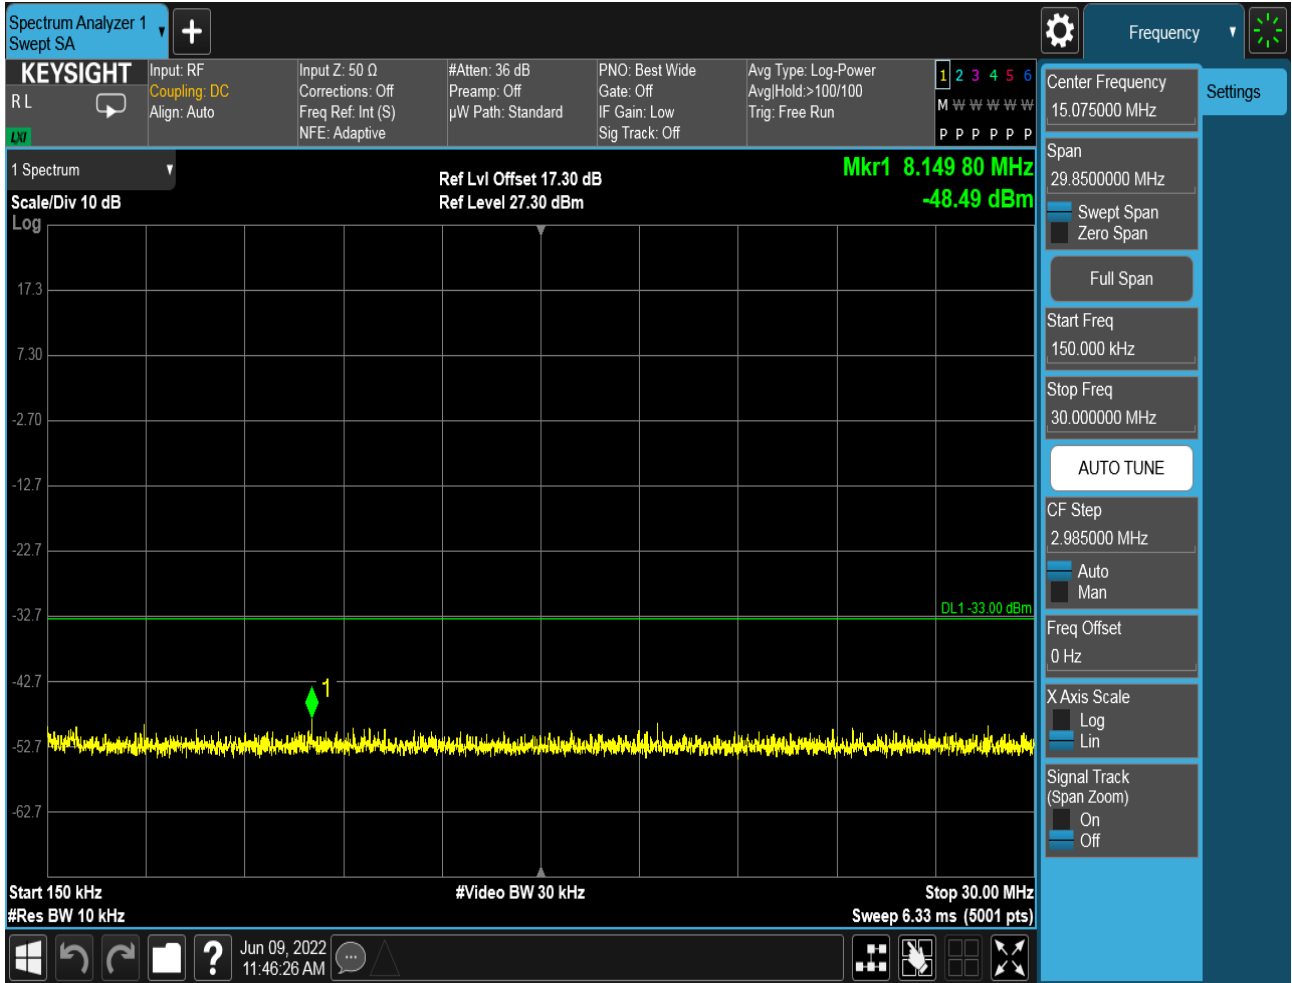 Spectrum Analyzer 1
Swept SA
Frequency
KEYSIGHT
R L
LXI
Input: RF
Coupling: DC
Align: Auto
Input Z: 50 Ω
Corrections: Off
Freq Ref: Int (S)
NFE: Adaptive
#Atten: 36 dB
Preamp: Off
µW Path: Standard
PNO: Best Wide
Gate: Off
IF Gain: Low
Sig Track: Off
Avg Type: Log-Power
Avg|Hold:>100/100
Trig: Free Run
1 2 3 4 5 6
M W W W W W
P P P P P P
1 Spectrum
Scale/Div 10 dB
Log
Ref Lvl Offset 17.30 dB
Ref Level 27.30 dBm
Mkr1 8.149 80 MHz
-48.49 dBm
17.3
7.30
-2.70
-12.7
-22.7
-32.7
DL1 -33.00 dBm
-42.7
1
-52.7
-62.7
Start 150 kHz
#Video BW 30 kHz
Stop 30.00 MHz
#Res BW 10 kHz
Sweep 6.33 ms (5001 pts)
Center Frequency
15.075000 MHz
Settings
Span
29.8500000 MHz
Swept Span
Zero Span
Full Span
Start Freq
150.000 kHz
Stop Freq
30.000000 MHz
AUTO TUNE
CF Step
2.985000 MHz
Auto
Man
Freq Offset
0 Hz
X Axis Scale
Log
Lin
Signal Track
(Span Zoom)
On
Off
?
Jun 09, 2022
11:46:26 AM